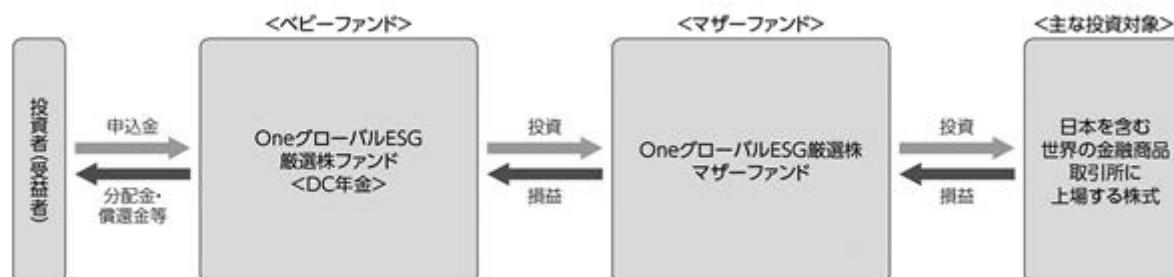 <ベビーファンド>
<マザーファンド>
<主な投資対象>
投資者(受益者)
申込金
分配金・
償還金等
OneグローバルESG
厳選株ファンド
<DC年金>
投資
損益
OneグローバルESG厳選株
マザーファンド
投資
損益
日本を含む
世界の金融商品
取引所に
上場する株式